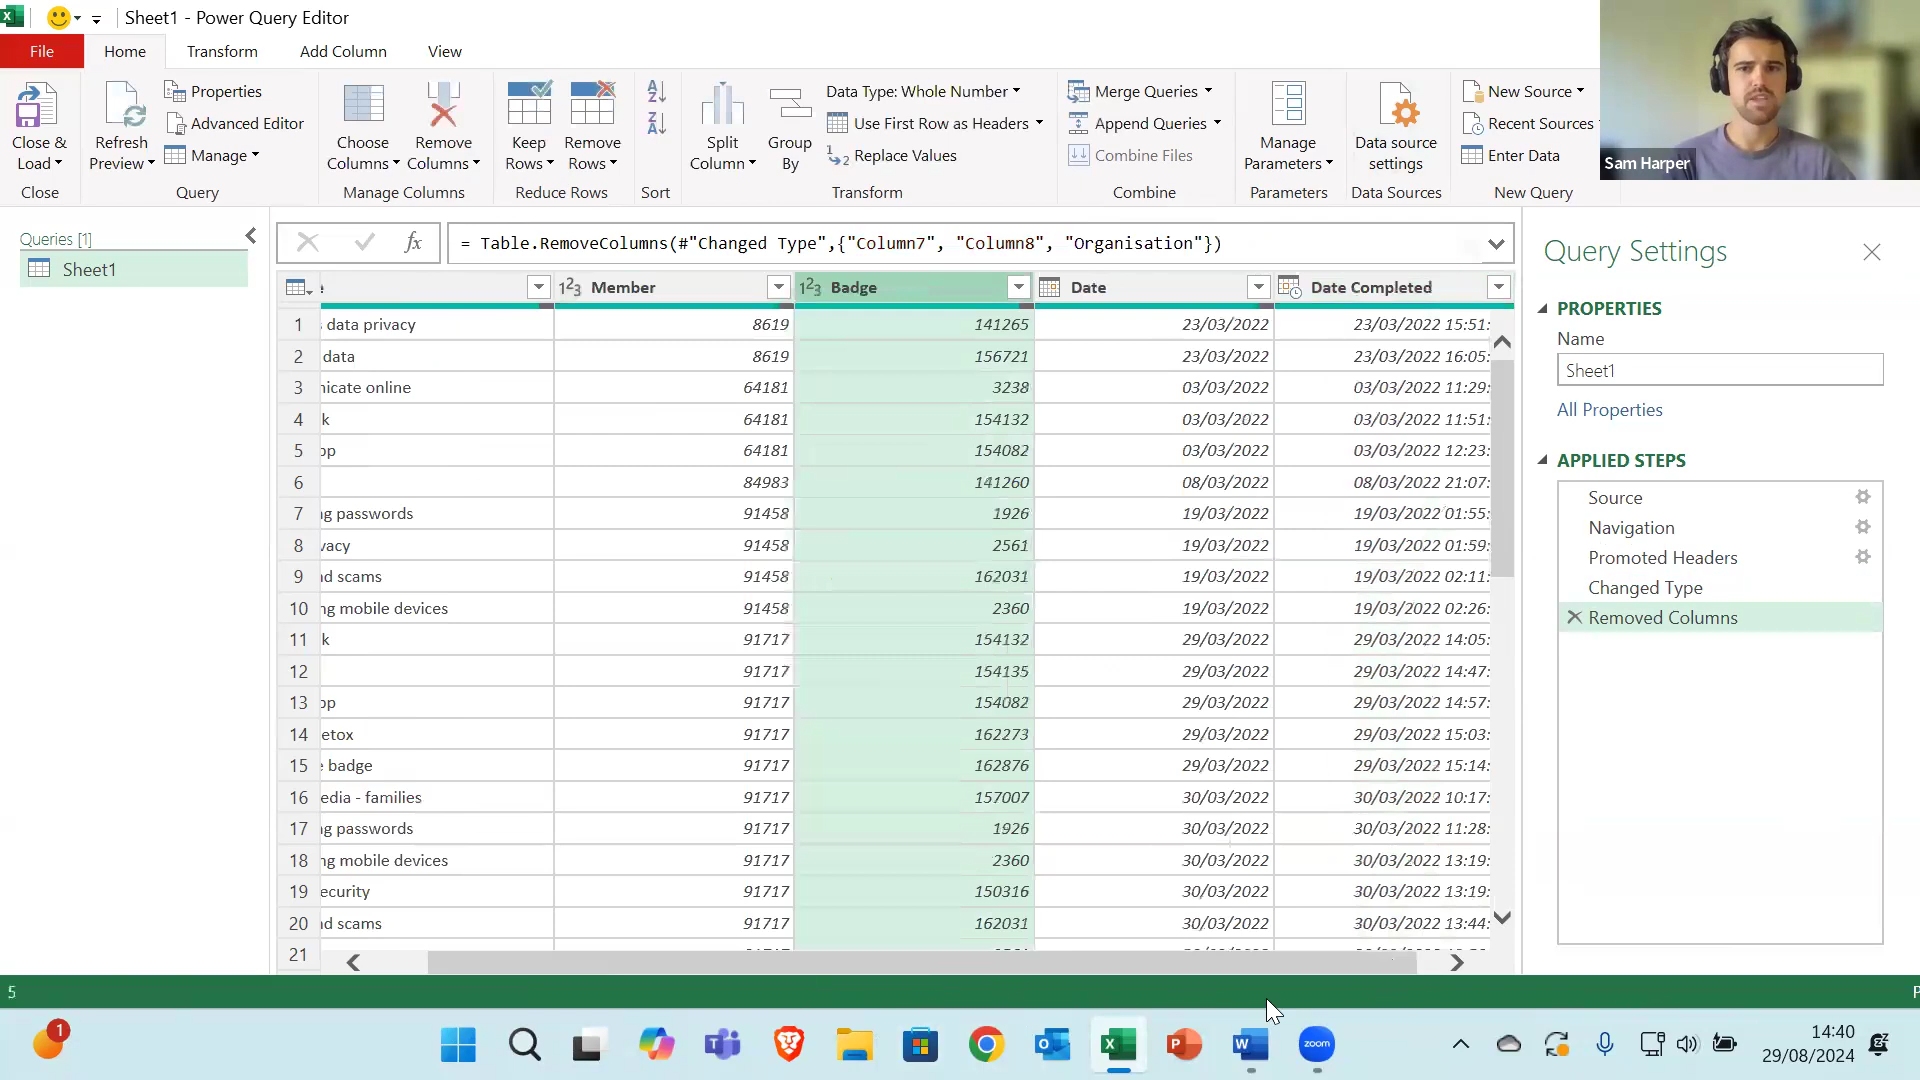 Sheet1 - Power Query Editor
File Home Transform Add Column View
Close & Load
Close
Refresh Preview
Properties
Advanced Editor
Manage
Query
Choose Columns
Remove Columns
Manage Columns
Keep Rows
Remove Rows
Reduce Rows
Sort
Split Column
Group By
Data Type: Whole Number
Use First Row as Headers
Replace Values
Transform
Merge Queries
Append Queries
Combine Files
Combine
Manage Parameters
Parameters
Data source settings
Data Sources
New Source
Recent Sources
Enter Data
New Query
Sam Harper
Queries [1]
Sheet1
fx = Table.RemoveColumns(#"Changed Type",{"Column7", "Column8", "Organisation"})
Member Badge Date Date Completed
1 data privacy 8619 141265 23/03/2022 23/03/2022 15:51:
2 data 8619 156721 23/03/2022 23/03/2022 16:05:
3 nicate online 64181 3238 03/03/2022 03/03/2022 11:29:
4 k 64181 154132 03/03/2022 03/03/2022 11:51:
5 pp 64181 154082 03/03/2022 03/03/2022 12:23:
6 84983 141260 08/03/2022 08/03/2022 21:07:
7 ng passwords 91458 1926 19/03/2022 19/03/2022 01:55:
8 vacy 91458 2561 19/03/2022 19/03/2022 01:59:
9 nd scams 91458 162031 19/03/2022 19/03/2022 02:11:
10 ng mobile devices 91458 2360 19/03/2022 19/03/2022 02:26:
11 k 91717 154132 29/03/2022 29/03/2022 14:05:
12 91717 154135 29/03/2022 29/03/2022 14:47:
13 pp 91717 154082 29/03/2022 29/03/2022 14:57:
14 etox 91717 162273 29/03/2022 29/03/2022 15:03:
15 e badge 91717 162876 29/03/2022 29/03/2022 15:14:
16 edia - families 91717 157007 30/03/2022 30/03/2022 10:17:
17 ng passwords 91717 1926 30/03/2022 30/03/2022 11:28:
18 ng mobile devices 91717 2360 30/03/2022 30/03/2022 13:19:
19 ecurity 91717 150316 30/03/2022 30/03/2022 13:19:
20 nd scams 91717 162031 30/03/2022 30/03/2022 13:44:
21
Query Settings
PROPERTIES
Name
Sheet1
All Properties
APPLIED STEPS
Source
Navigation
Promoted Headers
Changed Type
Removed Columns
5
1
zoom
14:40
29/08/2024